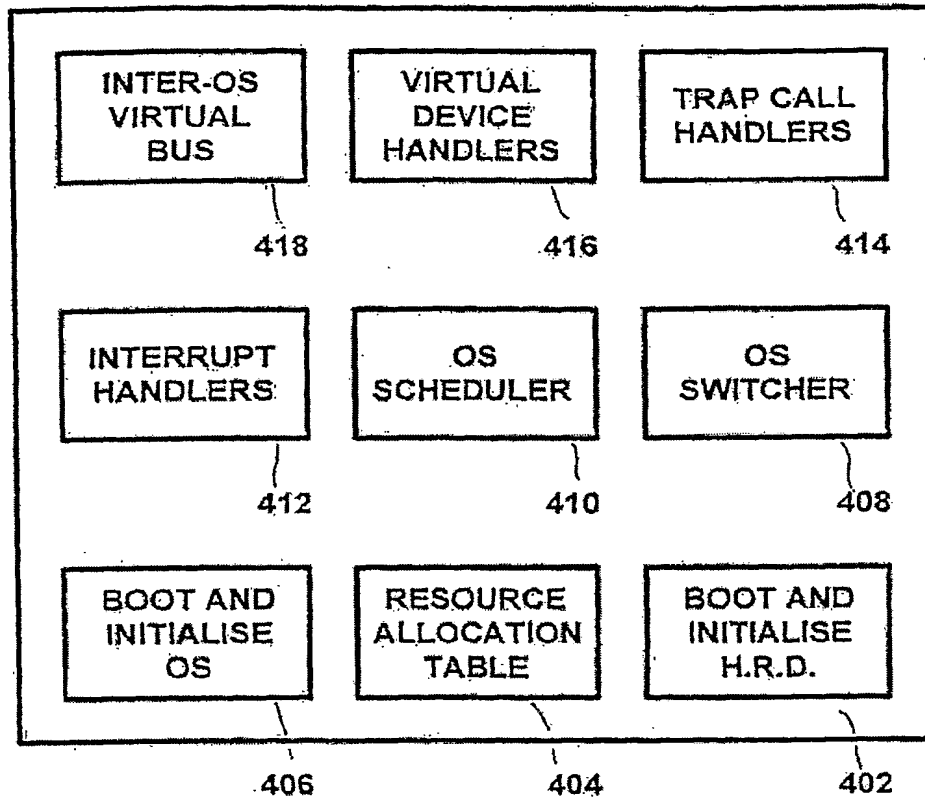 INTER-OS
VIRTUAL
BUS
418
VIRTUAL
DEVICE
HANDLERS
416
TRAP CALL
HANDLERS
414
INTERRUPT
HANDLERS
412
OS
SCHEDULER
410
OS
SWITCHER
408
BOOT AND
INITIALISE
OS
406
RESOURCE
ALLOCATION
TABLE
404
BOOT AND
INITIALISE
H.R.D.
402